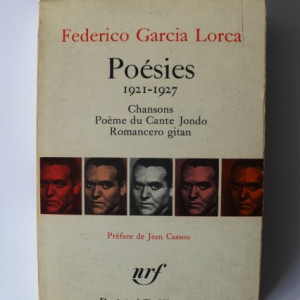 Federico Garcia Lorca
Poésies
1921-1927
Chansons
Poème du Cante Jondo
Romancero gitan
Préface de Jean Cassou
nrf